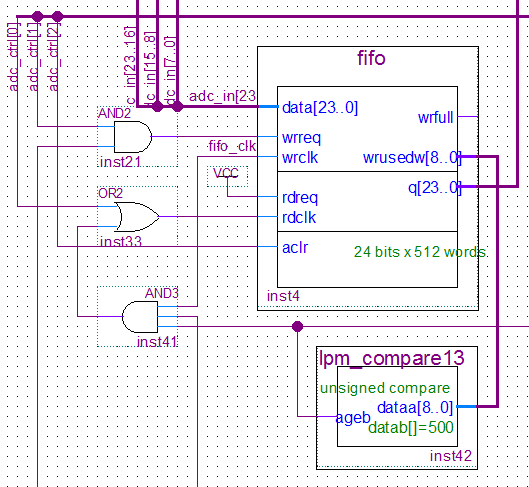 adc_ctrl[0]
adc_ctrl[1]
adc_ctrl[2]
c_in[23..16]
dc_in[15..8]
dc_in[7..0]
adc_in[23
fifo
data[23..0]
wrfull
AND2
wrreq
inst21
fifo_clk
wrclk
wrusedw[8..0]
VCC
q[23..0]
OR2
rdreq
rdclk
inst33
aclr
24 bits x 512 words.
AND3
inst4
inst41
lpm_compare13
unsigned compare
dataa[8..0]
ageb
datab[]=500
inst42